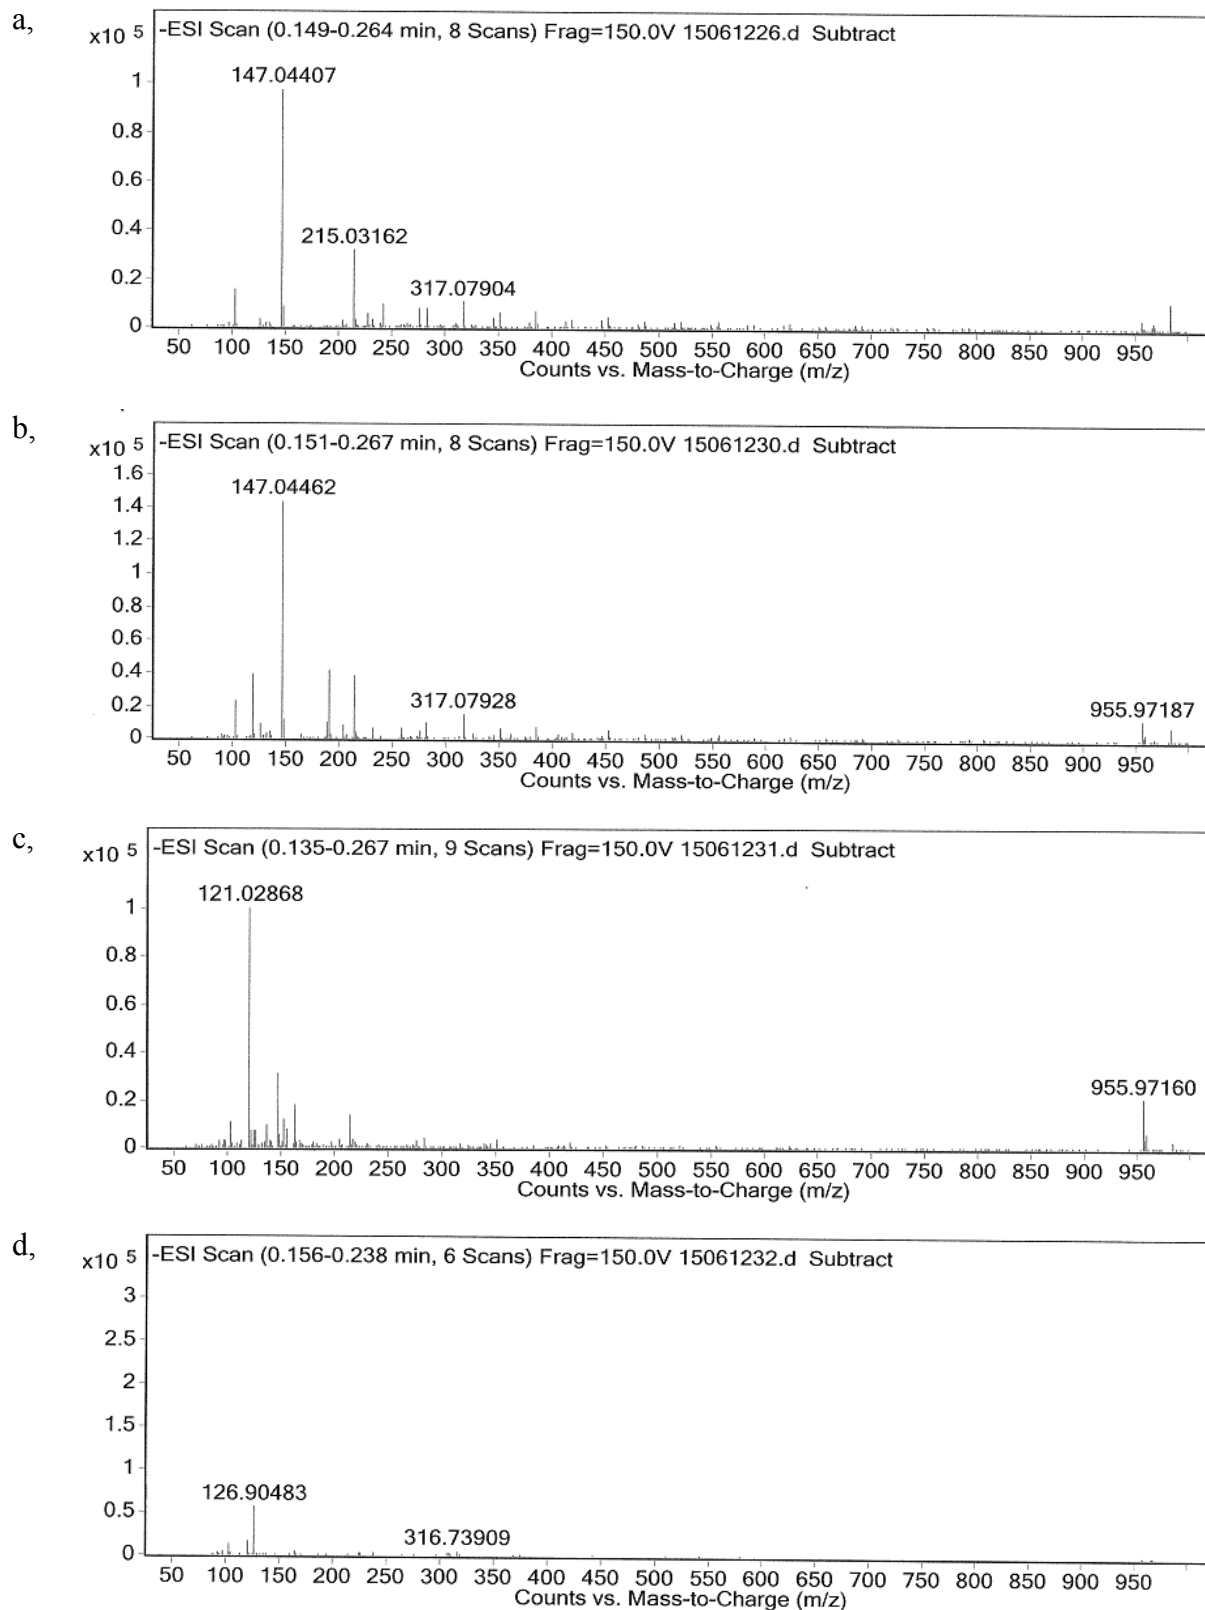 a,
x10 5
-ESI Scan (0.149-0.264 min, 8 Scans) Frag=150.0V 15061226.d Subtract
1
147.04407
0.8
0.6
0.4
215.03162
0.2
317.07904
0
50 100 150 200 250 300 350 400 450 500 550 600 650 700 750 800 850 900 950
Counts vs. Mass-to-Charge (m/z)
b,
x10 5
-ESI Scan (0.151-0.267 min, 8 Scans) Frag=150.0V 15061230.d Subtract
1.6
147.04462
1.4
1.2
1
0.8
0.6
0.4
317.07928
955.97187
0.2
0
50 100 150 200 250 300 350 400 450 500 550 600 650 700 750 800 850 900 950
Counts vs. Mass-to-Charge (m/z)
c,
x10 5
-ESI Scan (0.135-0.267 min, 9 Scans) Frag=150.0V 15061231.d Subtract
121.02868
1
0.8
0.6
0.4
955.97160
0.2
0
50 100 150 200 250 300 350 400 450 500 550 600 650 700 750 800 850 900 950
Counts vs. Mass-to-Charge (m/z)
d,
x10 5
-ESI Scan (0.156-0.238 min, 6 Scans) Frag=150.0V 15061232.d Subtract
3
2.5
2
1.5
1
126.90483
0.5
316.73909
0
50 100 150 200 250 300 350 400 450 500 550 600 650 700 750 800 850 900 950
Counts vs. Mass-to-Charge (m/z)